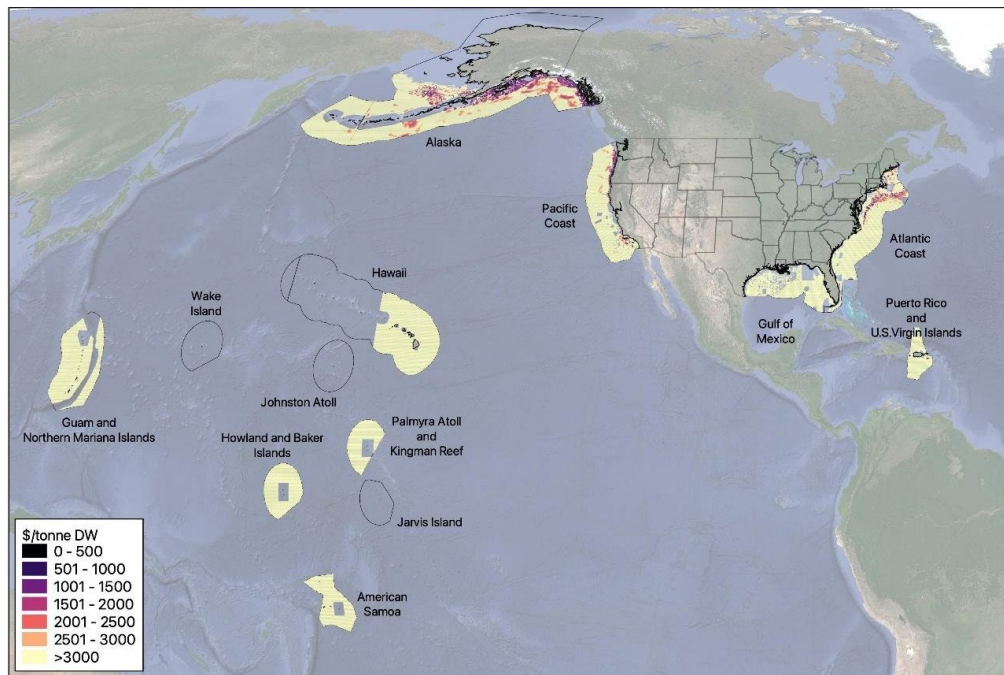 Alaska
Pacific
Coast
Atlantic
Coast
Hawaii
Wake
Island
Puerto Rico
and
U.S.Virgin Islands
Gulf of
Mexico
Johnston Atoll
Guam and
Northern Mariana Islands
Palmyra Atoll
and
Kingman Reef
Howland and Baker
Islands
Jarvis Island
American
Samoa
$/tonne DW
0 - 500
501 - 1000
1001 - 1500
1501 - 2000
2001 - 2500
2501 - 3000
>3000